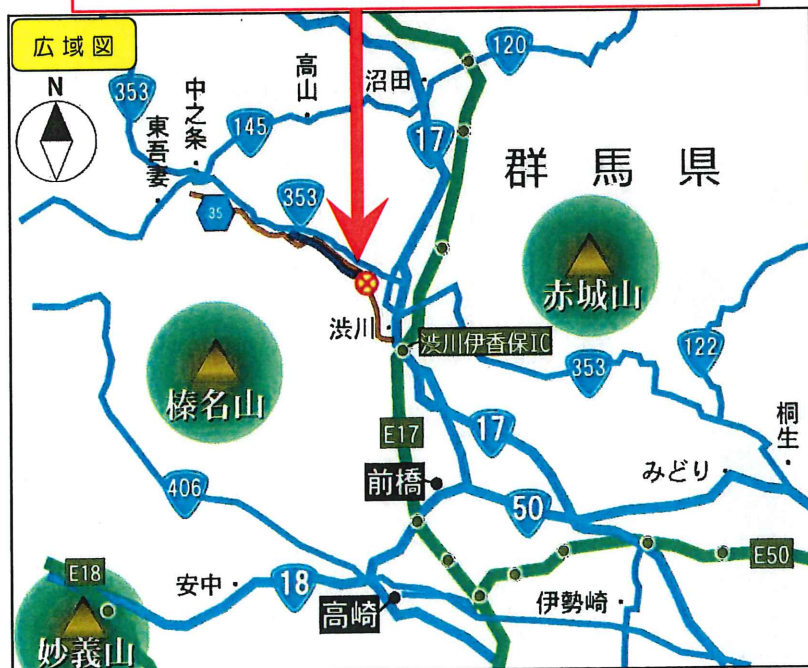 広域図
N
353
中之条
東吾妻
高山
145
沼田
120
17
群馬県
353
35
赤城山
渋川
渋川伊香保IC
122
353
榛名山
桐生
E17
17
みどり
前橋
406
50
E18
E50
安中
18
高崎
伊勢崎
妙義山